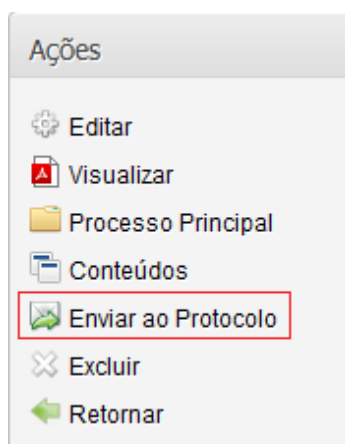 Ações
Editar
Visualizar
Processo Principal
Conteúdos
Enviar ao Protocolo
Excluir
Retornar